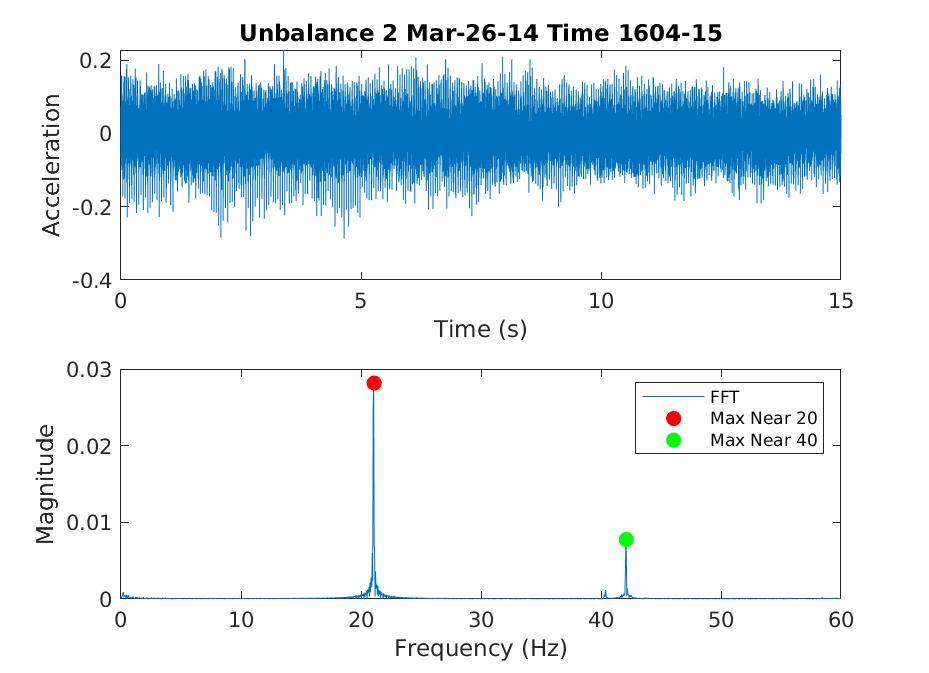 Unbalance 2 Mar-26-14 Time 1604-15
0.2
0
-0.2
-0.4
Acceleration
0 5 10 15
Time (s)
0.03
0.02
0.01
0
Magnitude
FFT
Max Near 20
Max Near 40
0 10 20 30 40 50 60
Frequency (Hz)